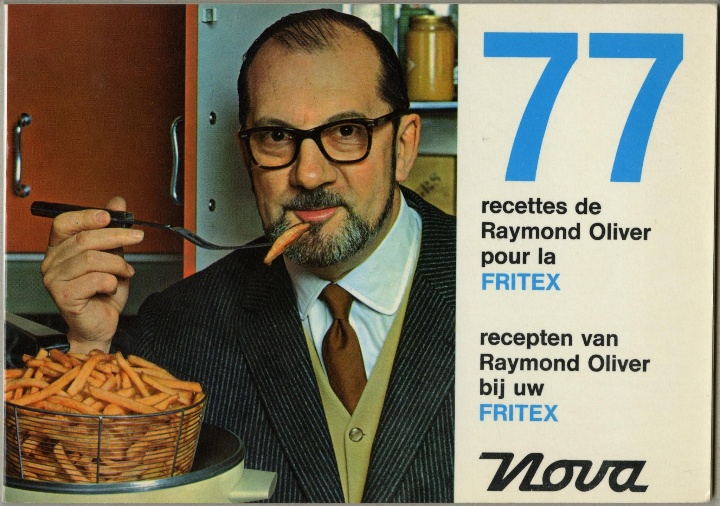 77
recettes de
Raymond Oliver
pour la
FRITEX
recepten van
Raymond Oliver
bij uw
FRITEX
Nova